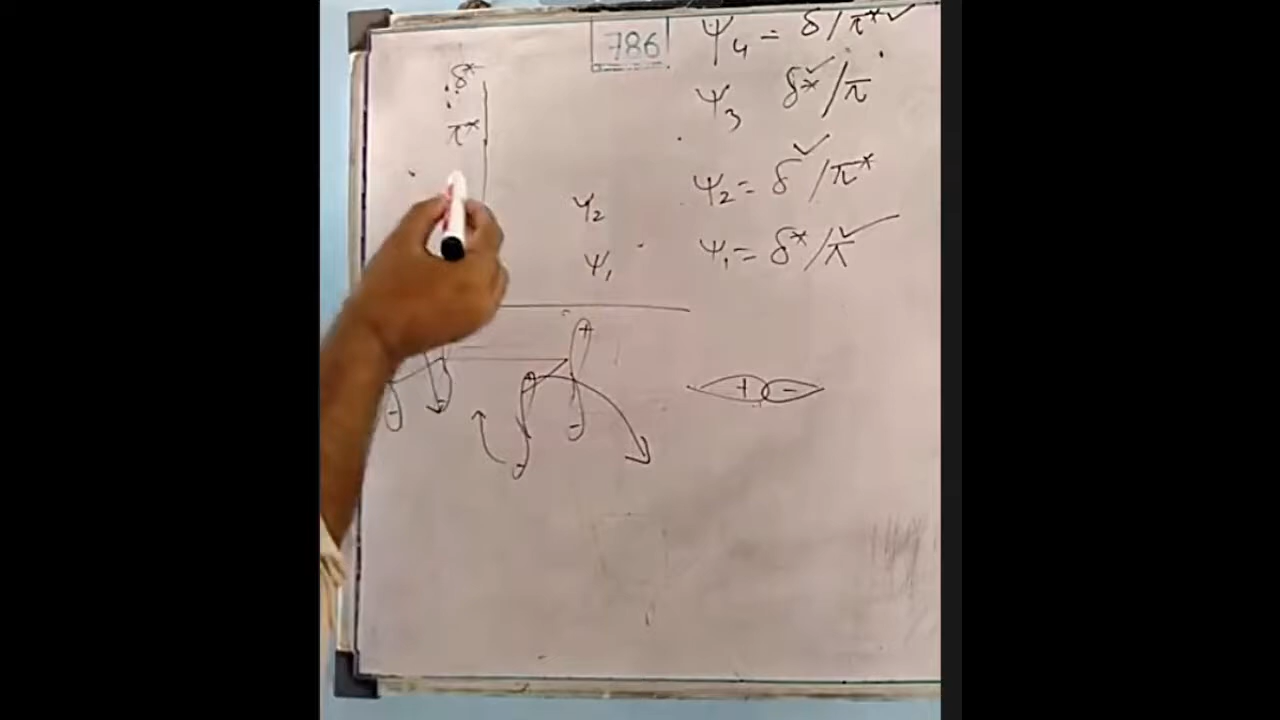 786
ψ₄ = δ/π*✓
δ*
ψ₃ δ*✓/π
π*
ψ₂ = δ✓/π*
ψ₂
ψ₁ = δ*/π✓
ψ₁
+
+ -
- - -
-